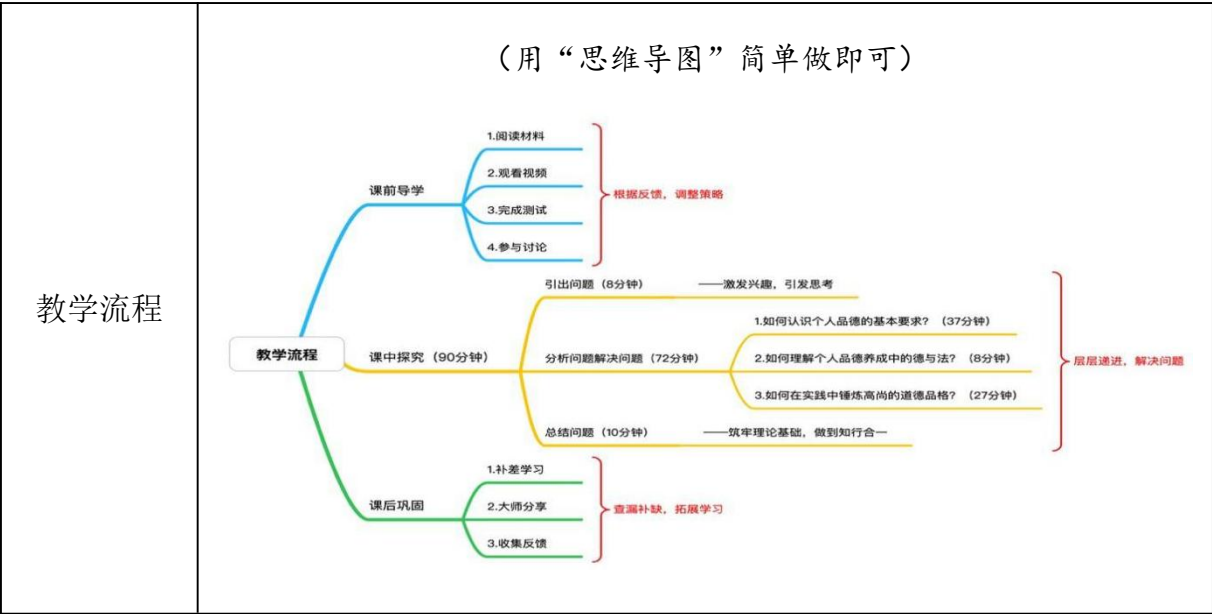 教学流程
（用“思维导图”简单做即可）
教学流程
课前导学
1.阅读材料
2.观看视频
3.完成测试
4.参与讨论
根据反馈，调整策略
课中探究（90分钟）
引出问题（8分钟）
——激发兴趣，引发思考
分析问题解决问题（72分钟）
1.如何认识个人品德的基本要求？（37分钟）
2.如何理解个人品德养成中的德与法？（8分钟）
3.如何在实践中锤炼高尚的道德品格？（27分钟）
总结问题（10分钟）
——筑牢理论基础，做到知行合一
层层递进，解决问题
课后巩固
1.补差学习
2.大师分享
3.收集反馈
查漏补缺，拓展学习